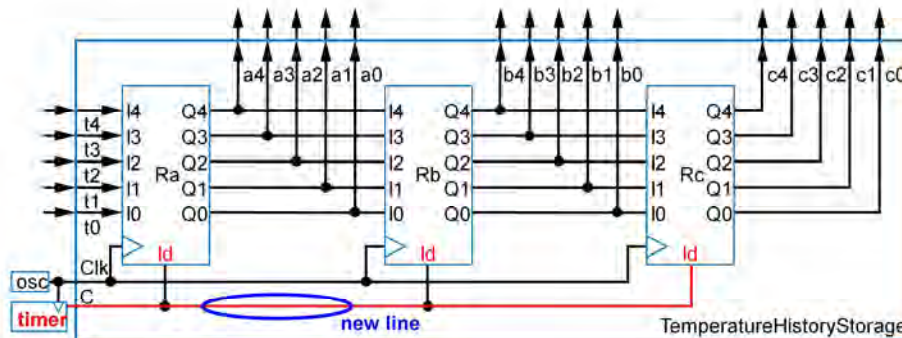 a4 a3 a2 a1 a0
b4 b3 b2 b1 b0
c4 c3 c2 c1 c0
t4
t3
t2
t1
t0
I4 Q4
I3 Q3
I2 Q2
Ra
I1 Q1
I0 Q0
ld
I4 Q4
I3 Q3
I2 Q2
Rb
I1 Q1
I0 Q0
ld
I4 Q4
I3 Q3
I2 Q2
Rc
I1 Q1
I0 Q0
ld
osc
Clk
C
timer
new line
TemperatureHistoryStorage